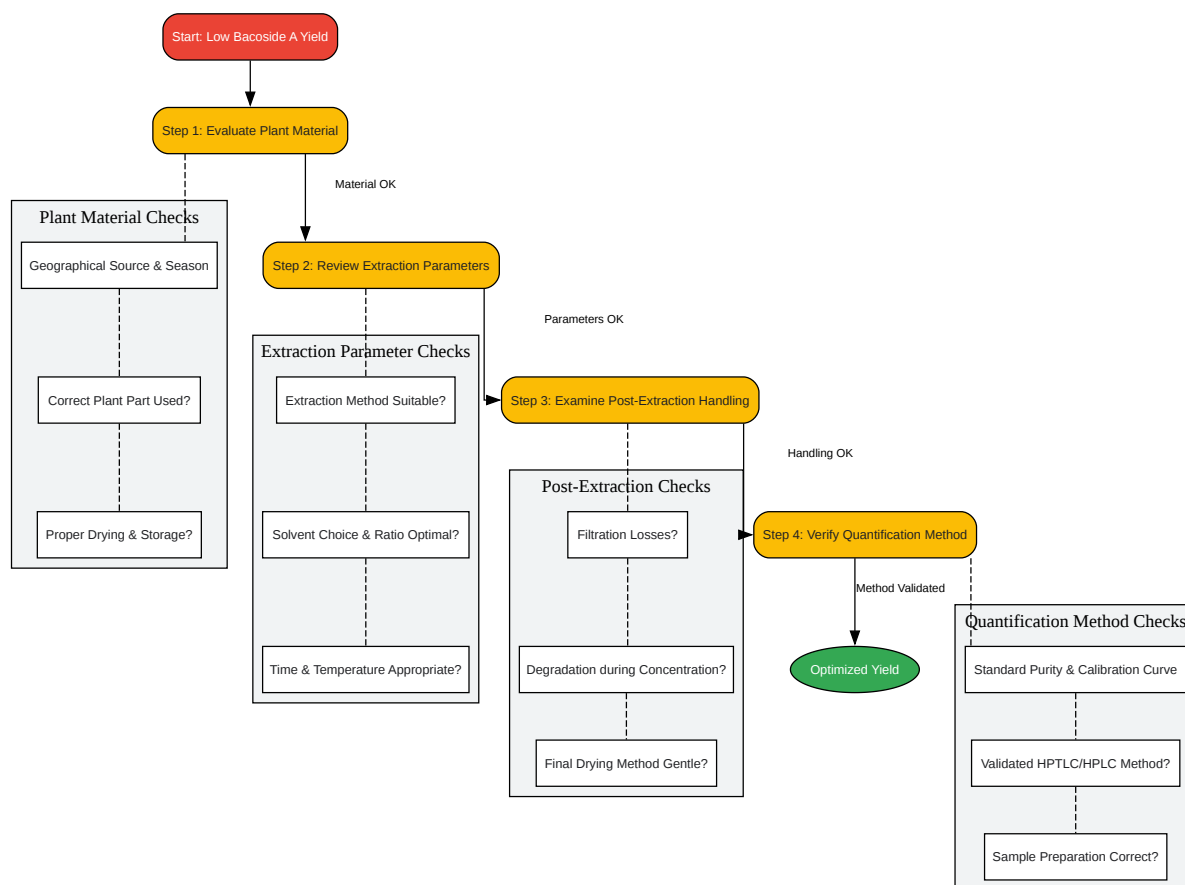 Start: Low Bacoside A Yield
Step 1: Evaluate Plant Material
Material OK
Plant Material Checks
Geographical Source & Season
Correct Plant Part Used?
Proper Drying & Storage?
Step 2: Review Extraction Parameters
Parameters OK
Extraction Parameter Checks
Extraction Method Suitable?
Solvent Choice & Ratio Optimal?
Time & Temperature Appropriate?
Step 3: Examine Post-Extraction Handling
Handling OK
Post-Extraction Checks
Filtration Losses?
Degradation during Concentration?
Final Drying Method Gentle?
Step 4: Verify Quantification Method
Method Validated
Optimized Yield
Quantification Method Checks
Standard Purity & Calibration Curve
Validated HPTLC/HPLC Method?
Sample Preparation Correct?